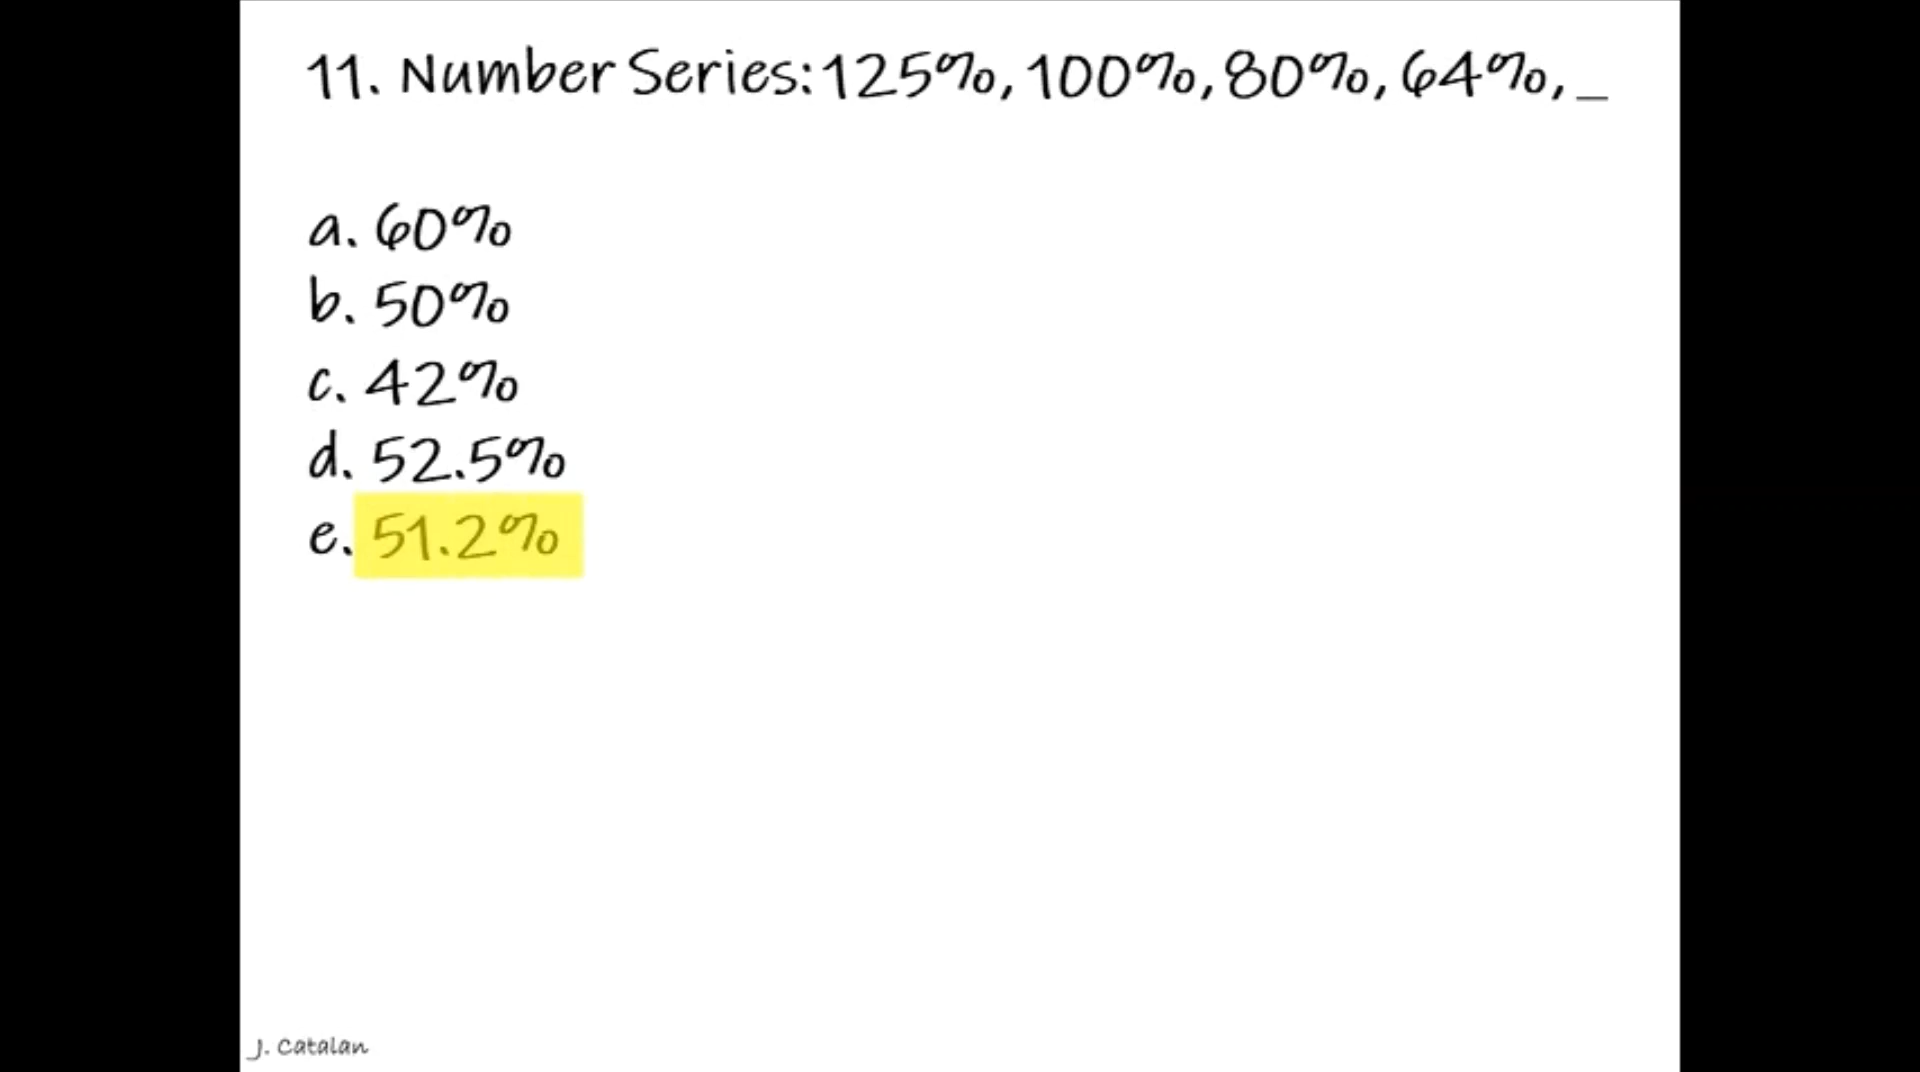 11. Number Series: 125%, 100%, 80%, 64%, _
a. 60%
b. 50%
c. 42%
d. 52.5%
e. 51.2%
J. Catalan